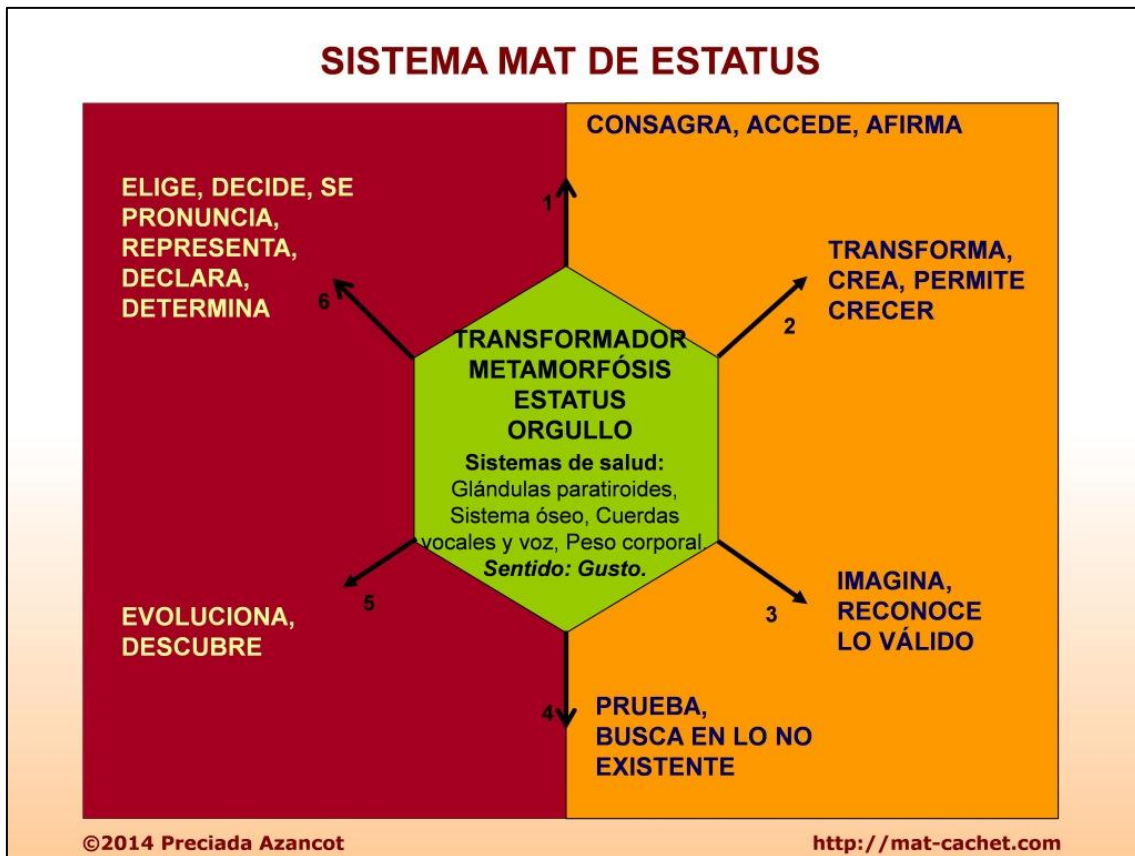 SISTEMA MAT DE ESTATUS
CONSAGRA, ACCEDE, AFIRMA
1
TRANSFORMA,
CREA, PERMITE
CRECER
2
IMAGINA,
RECONOCE
LO VÁLIDO
3
PRUEBA,
BUSCA EN LO NO
EXISTENTE
4
EVOLUCIONA,
DESCUBRE
5
ELIGE, DECIDE, SE
PRONUNCIA,
REPRESENTA,
DECLARA,
DETERMINA
6
TRANSFORMADOR
METAMORFÓSIS
ESTATUS
ORGULLO
Sistemas de salud:
Glándulas paratiroides,
Sistema óseo, Cuerdas
vocales y voz, Peso corporal.
Sentido: Gusto.
©2014 Preciada Azancot
http://mat-cachet.com